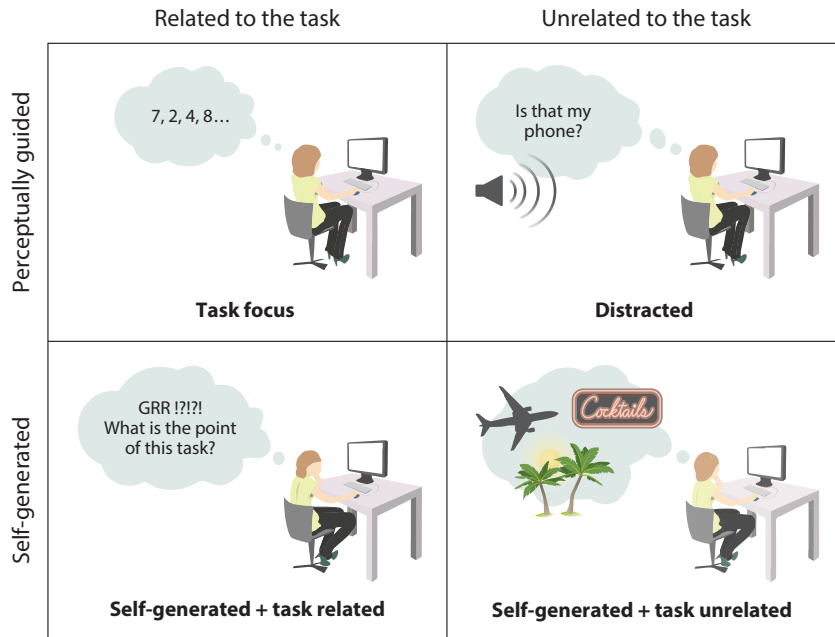 Related to the task
Unrelated to the task
Perceptually guided
7, 2, 4, 8…
Task focus
Is that my
phone?
Distracted
Self-generated
GRR !?!?!
What is the point
of this task?
Self-generated + task related
Cocktails
Self-generated + task unrelated